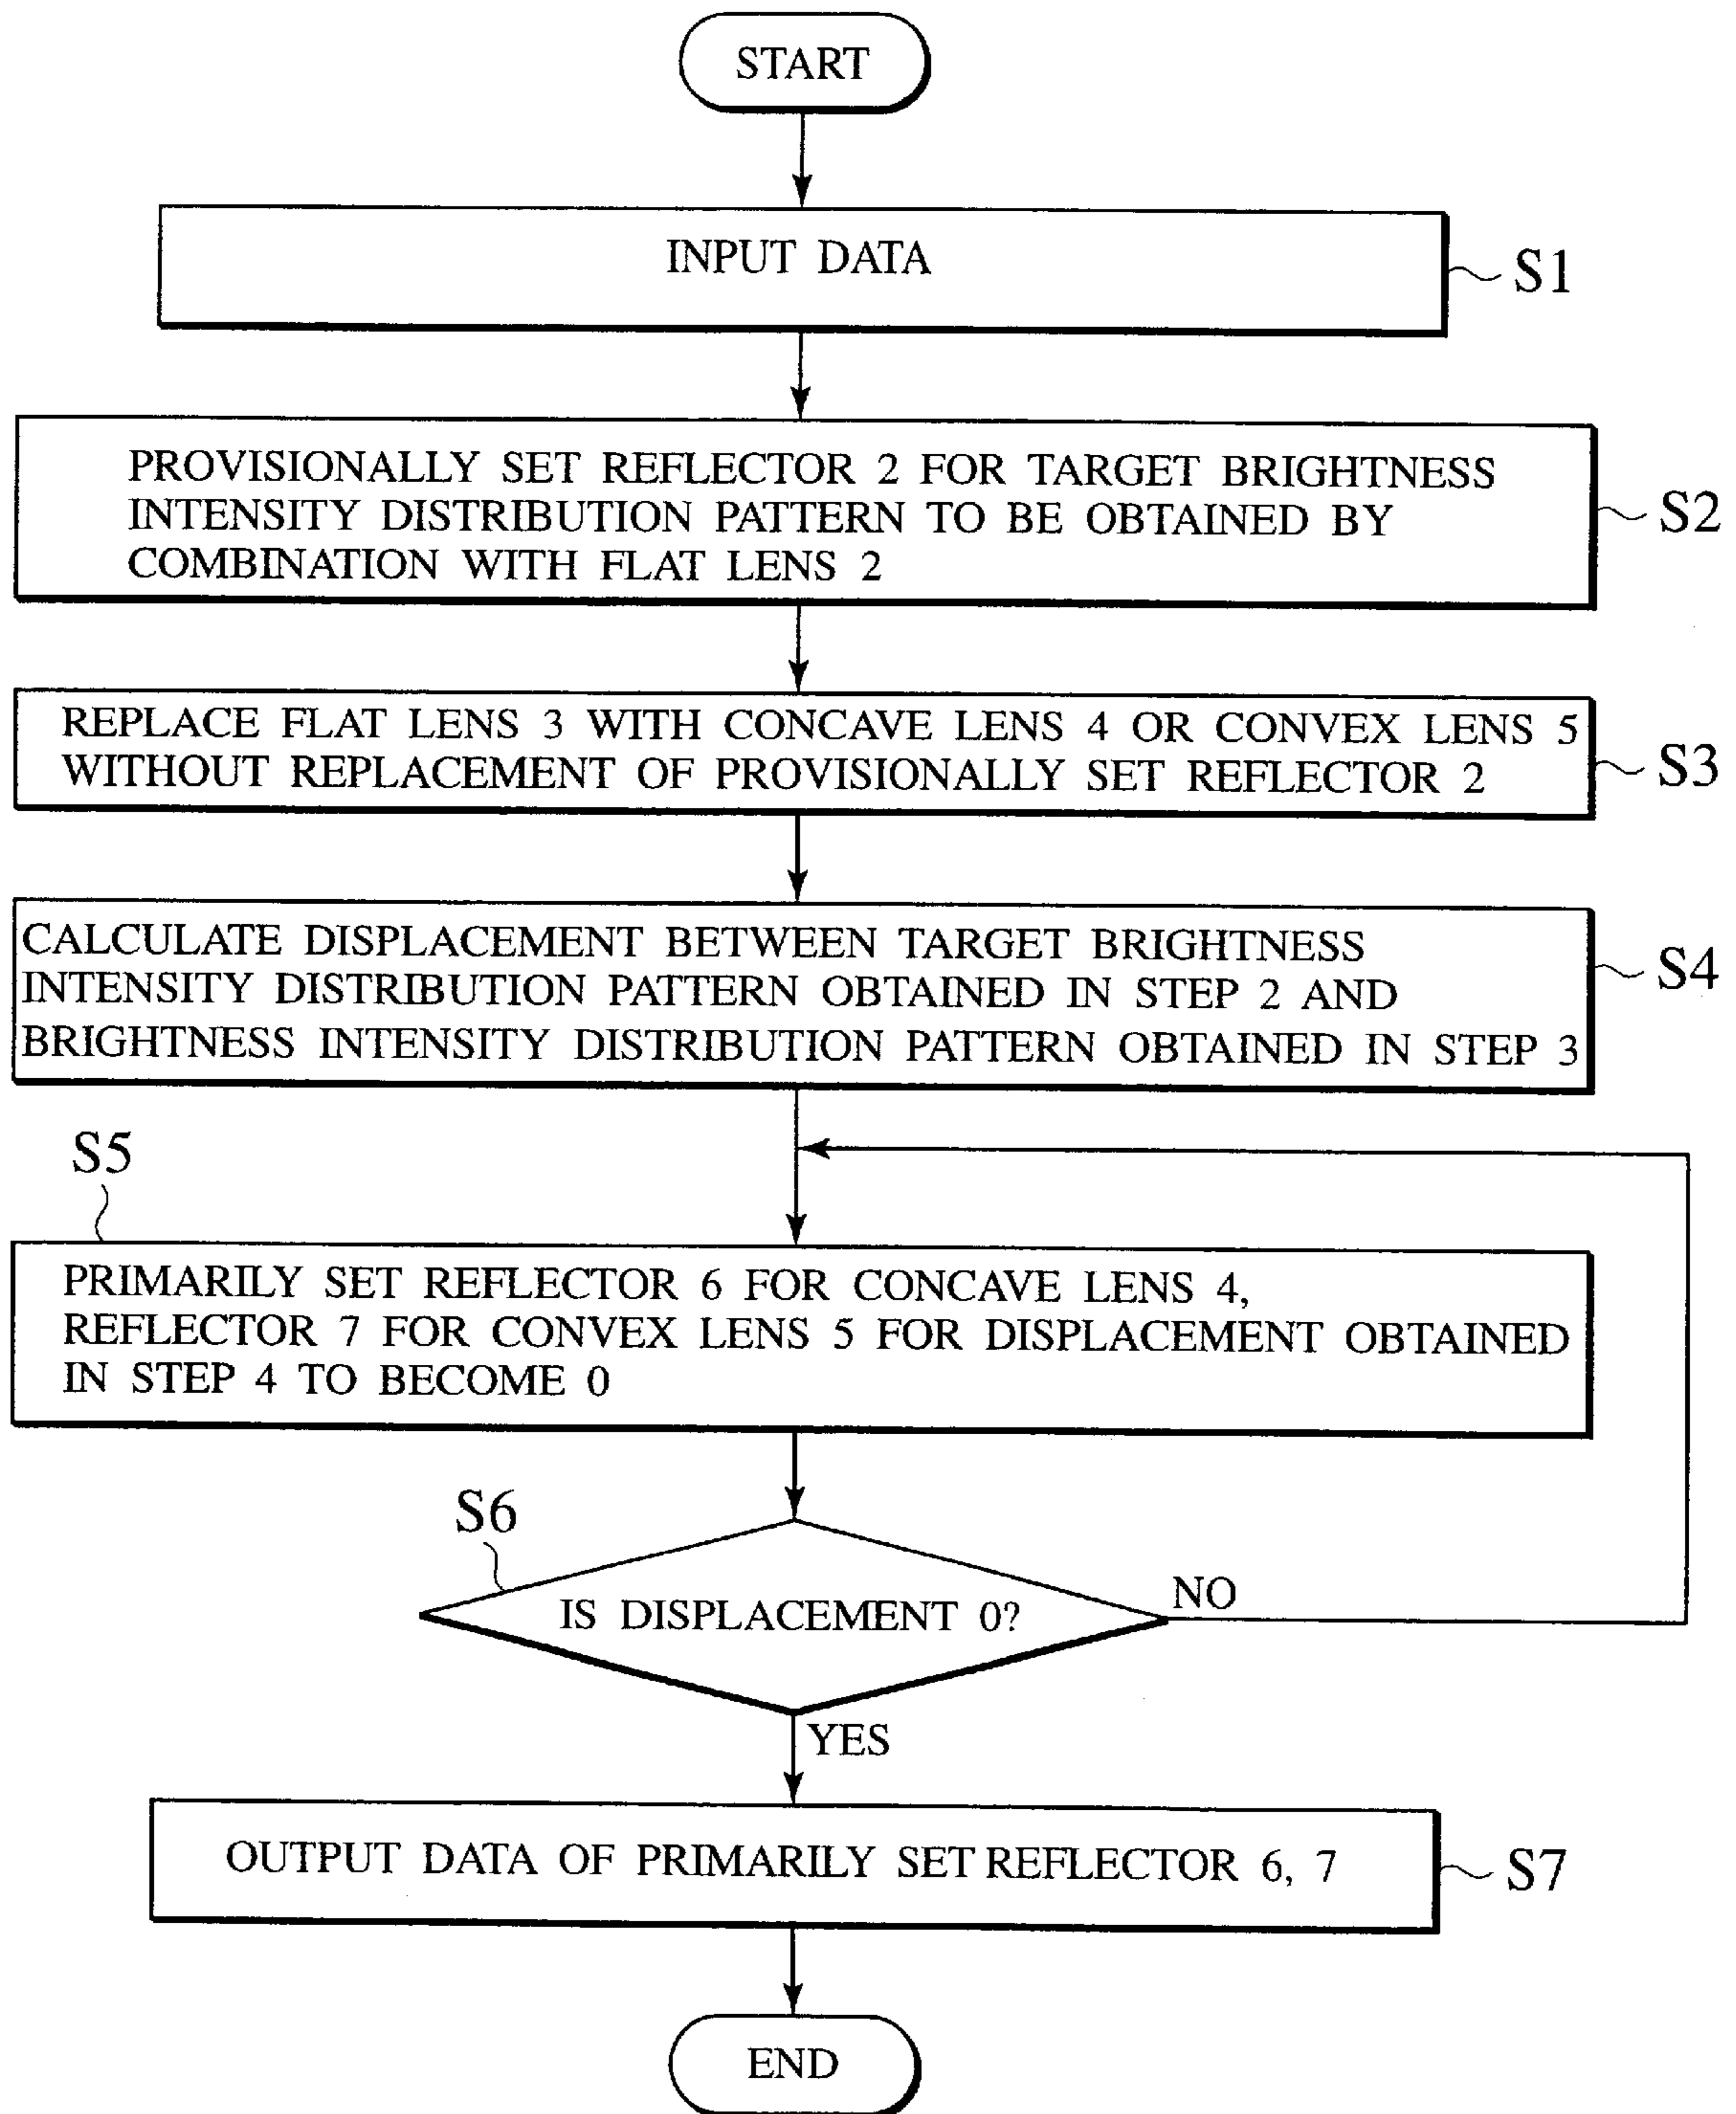 START
INPUT DATA
S1
PROVISIONALLY SET REFLECTOR 2 FOR TARGET BRIGHTNESS
INTENSITY DISTRIBUTION PATTERN TO BE OBTAINED BY
COMBINATION WITH FLAT LENS 2
S2
REPLACE FLAT LENS 3 WITH CONCAVE LENS 4 OR CONVEX LENS 5
WITHOUT REPLACEMENT OF PROVISIONALLY SET REFLECTOR 2
S3
CALCULATE DISPLACEMENT BETWEEN TARGET BRIGHTNESS
INTENSITY DISTRIBUTION PATTERN OBTAINED IN STEP 2 AND
BRIGHTNESS INTENSITY DISTRIBUTION PATTERN OBTAINED IN STEP 3
S4
S5
PRIMARILY SET REFLECTOR 6 FOR CONCAVE LENS 4,
REFLECTOR 7 FOR CONVEX LENS 5 FOR DISPLACEMENT OBTAINED
IN STEP 4 TO BECOME 0
S6
IS DISPLACEMENT 0?
NO
YES
OUTPUT DATA OF PRIMARILY SET REFLECTOR 6, 7
S7
END